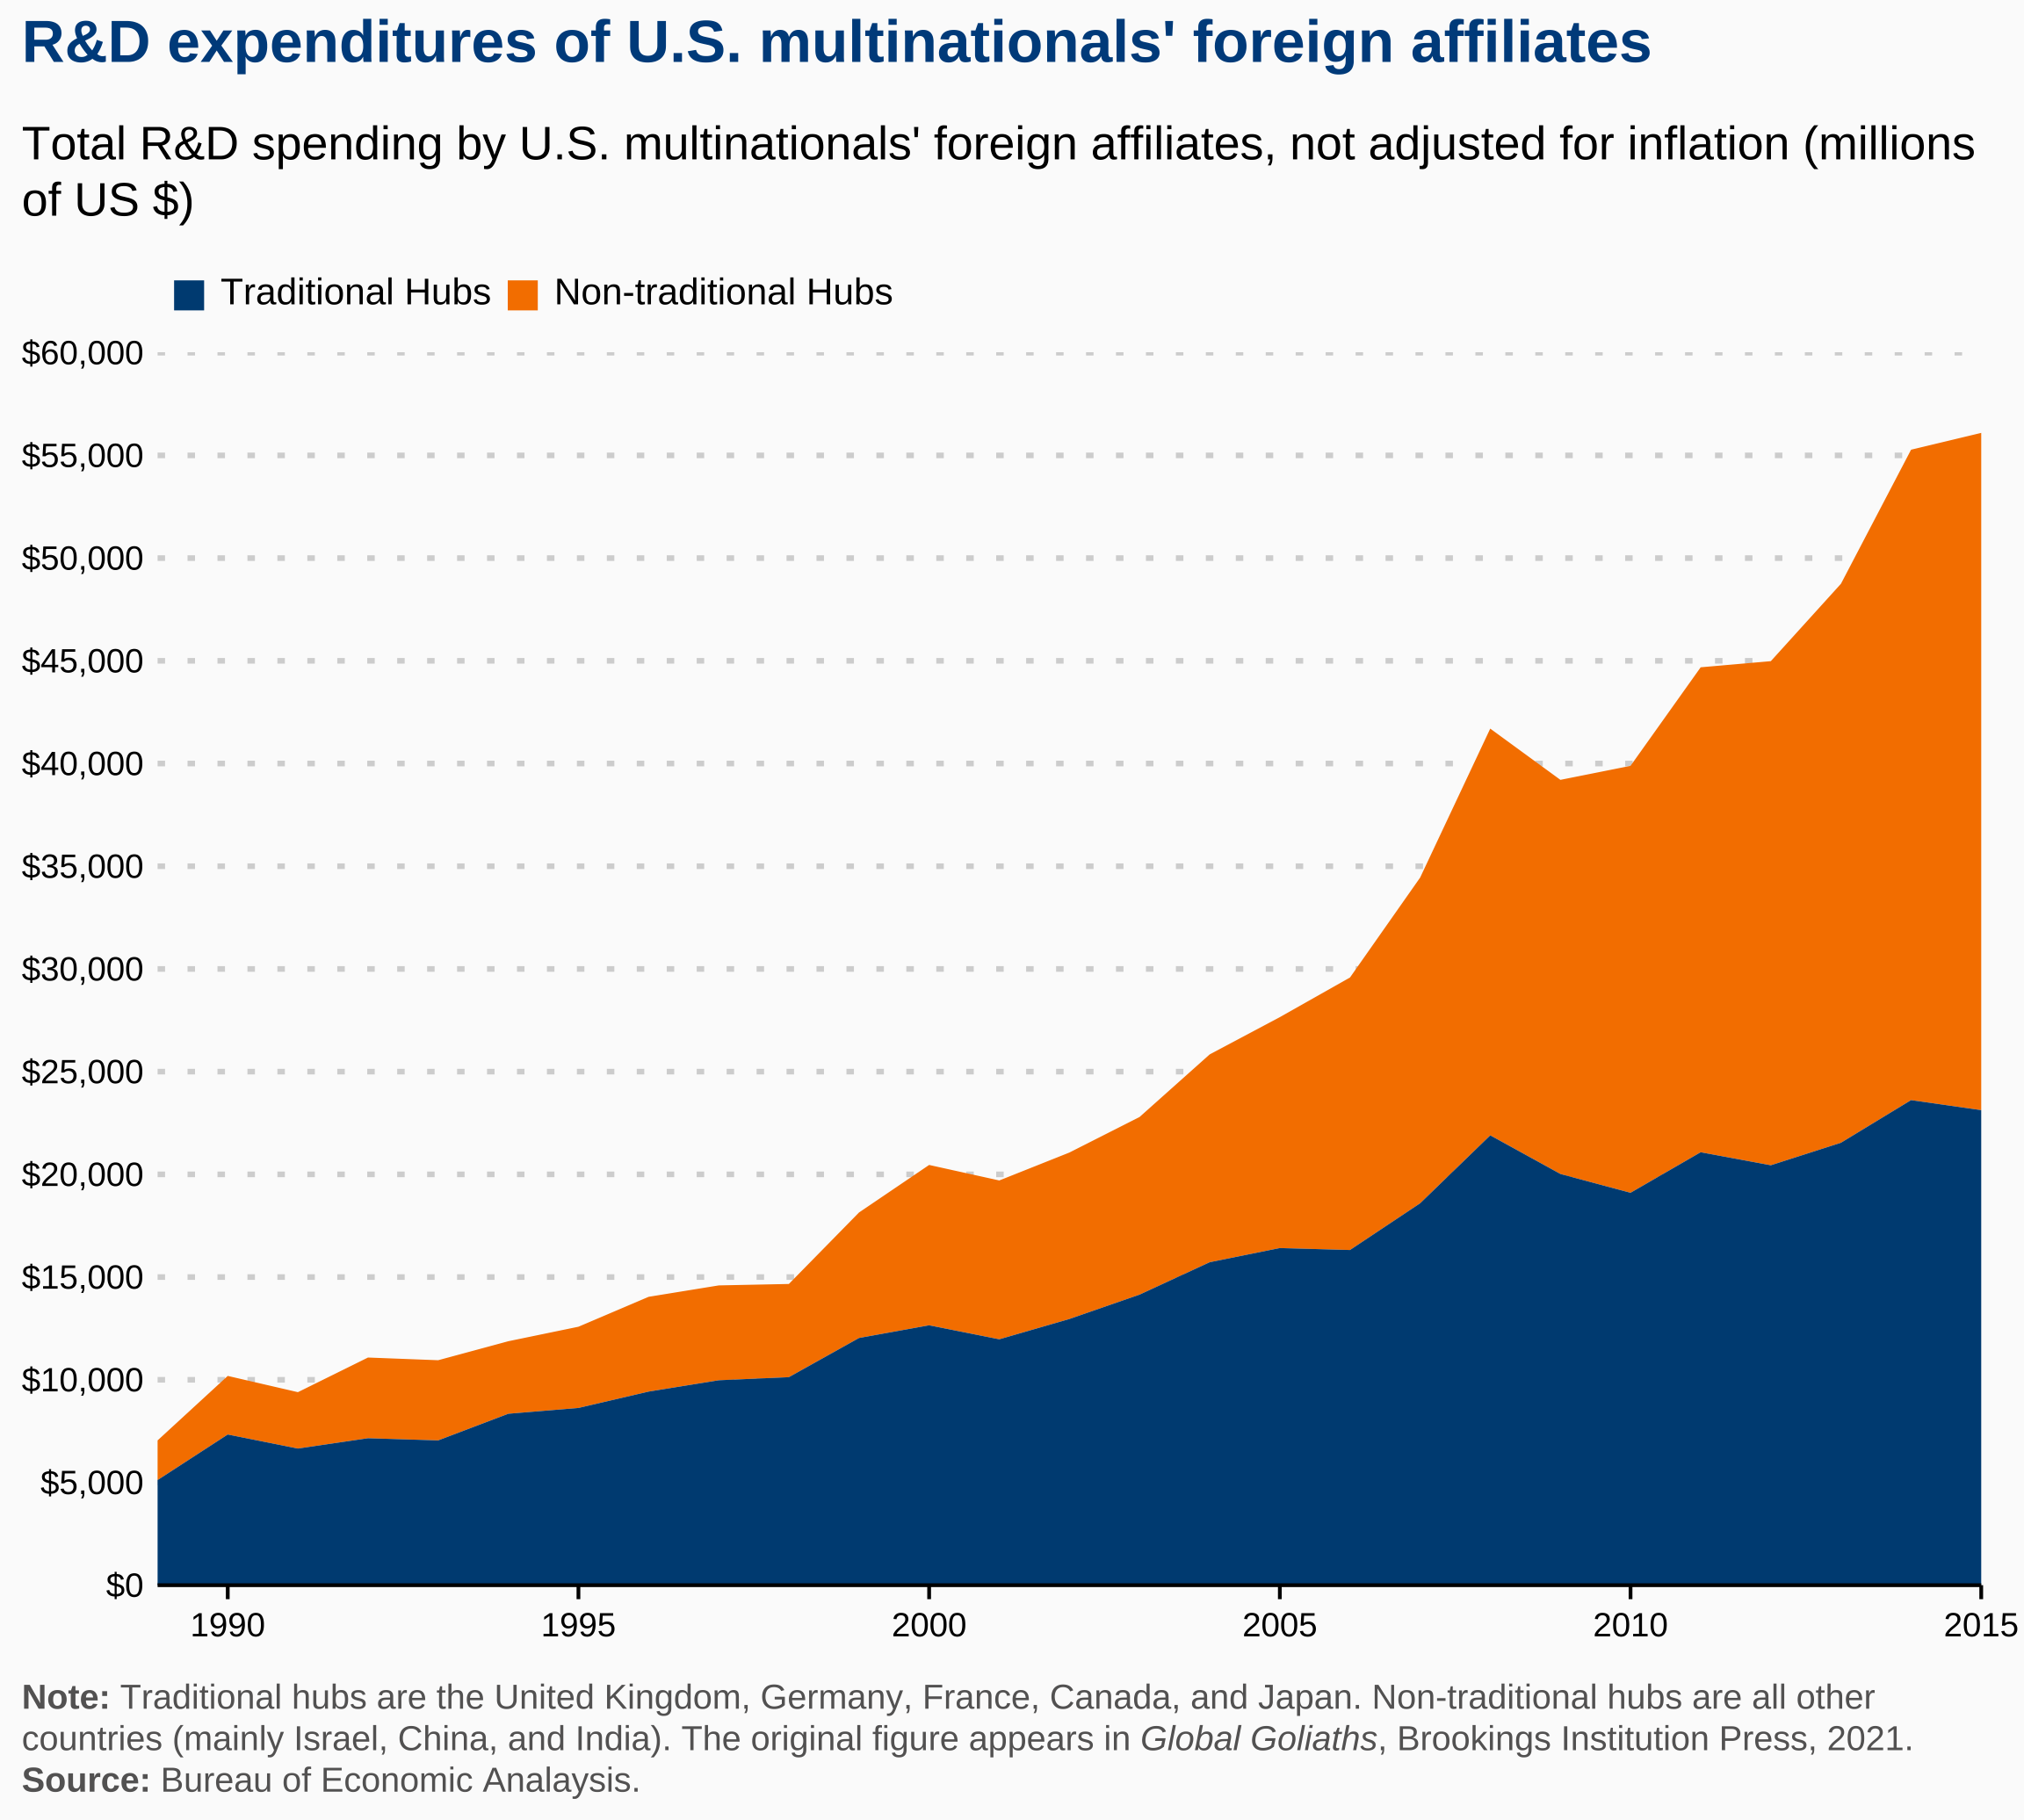 R&D expenditures of U.S. multinationals' foreign affiliates
Total R&D spending by U.S. multinationals' foreign affiliates, not adjusted for inflation (millions
of US $)
Traditional Hubs Non-traditional Hubs
$60,000
$55,000
$50,000
$45,000
$40,000
$35,000
$30,000
$25,000
$20,000
$15,000
$10,000
$5,000
$0
1990 1995 2000 2005 2010 2015
Note: Traditional hubs are the United Kingdom, Germany, France, Canada, and Japan. Non-traditional hubs are all other
countries (mainly Israel, China, and India). The original figure appears in Global Goliaths, Brookings Institution Press, 2021.
Source: Bureau of Economic Analaysis.